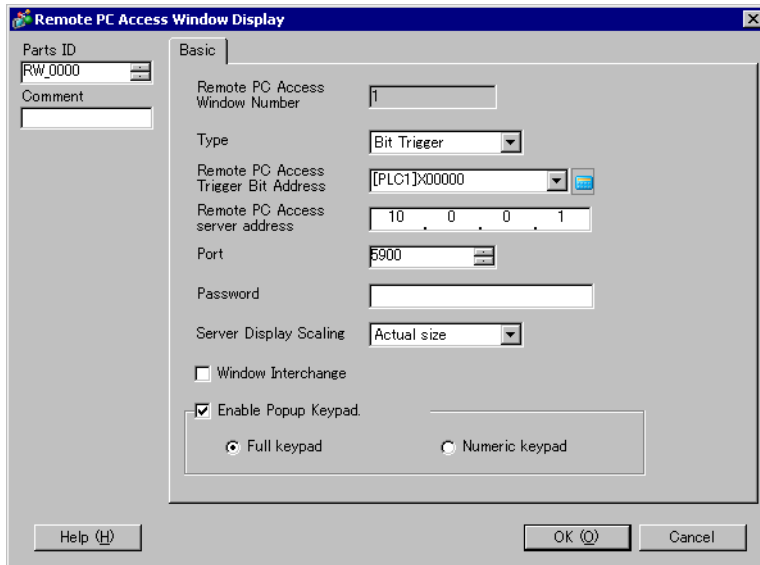 Remote PC Access Window Display
Parts ID
RW_0000
Comment
Basic
Remote PC Access
Window Number
1
Type
Bit Trigger
Remote PC Access
Trigger Bit Address
[PLC1]X00000
Remote PC Access
server address
10 . 0 . 0 . 1
Port
5900
Password
Server Display Scaling
Actual size
Window Interchange
Enable Popup Keypad.
Full keypad
Numeric keypad
Help (H)
OK (O)
Cancel